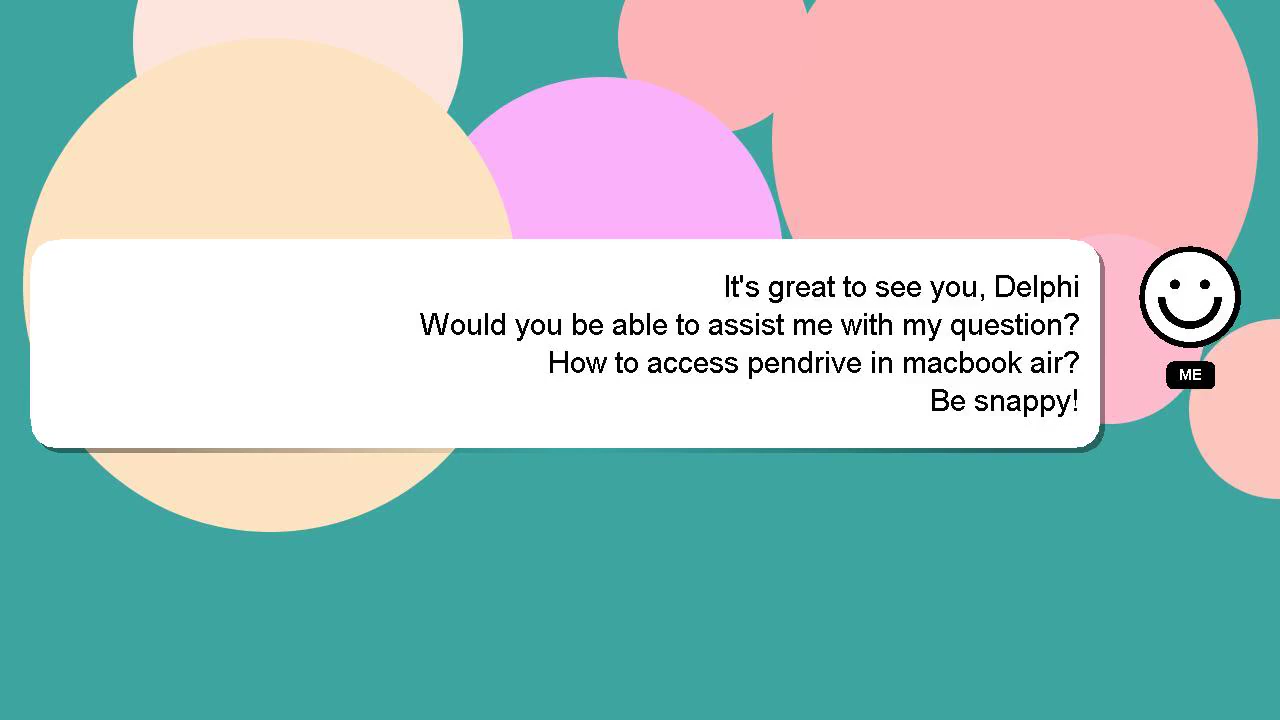 It's great to see you, Delphi
Would you be able to assist me with my question?
How to access pendrive in macbook air?
Be snappy!
ME